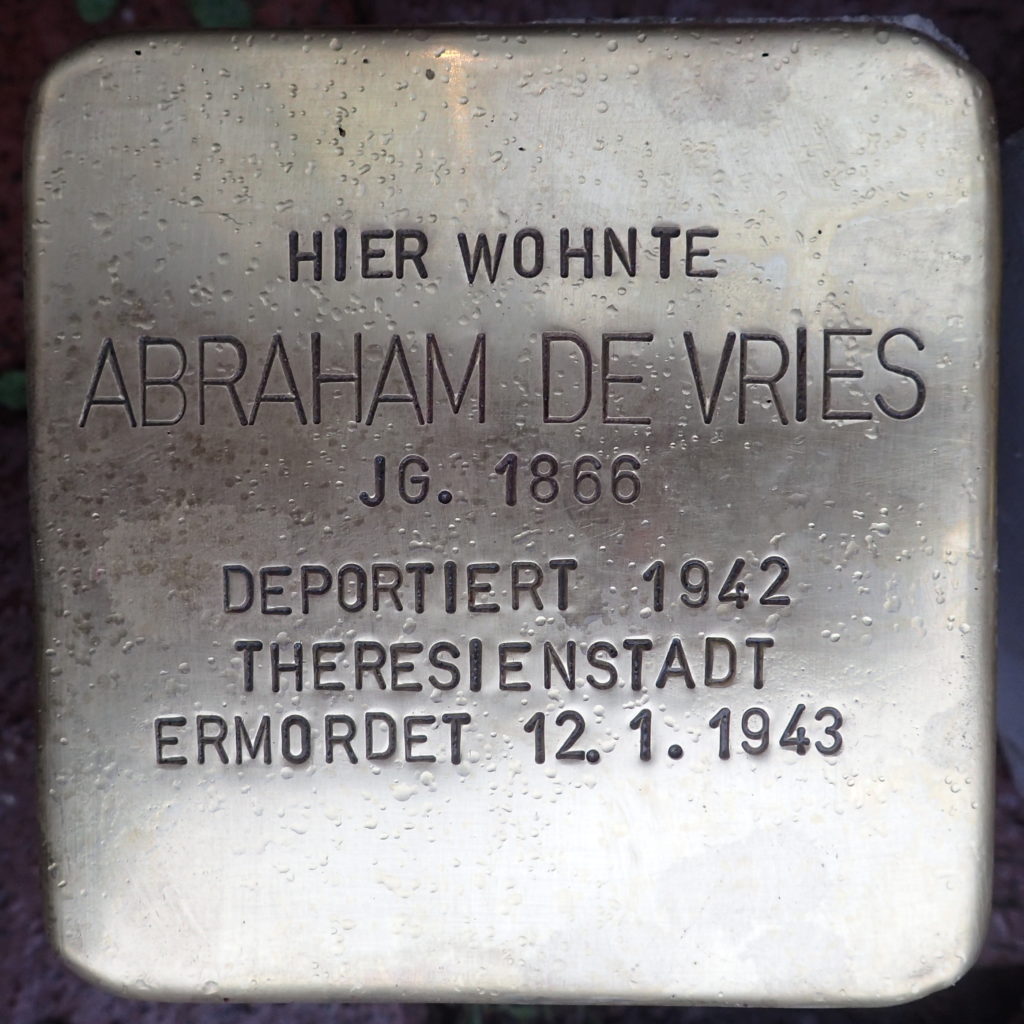 HIER WOHNTE
ABRAHAM DE VRIES
JG. 1866
DEPORTIERT 1942
THERESIENSTADT
ERMORDET 12.1.1943